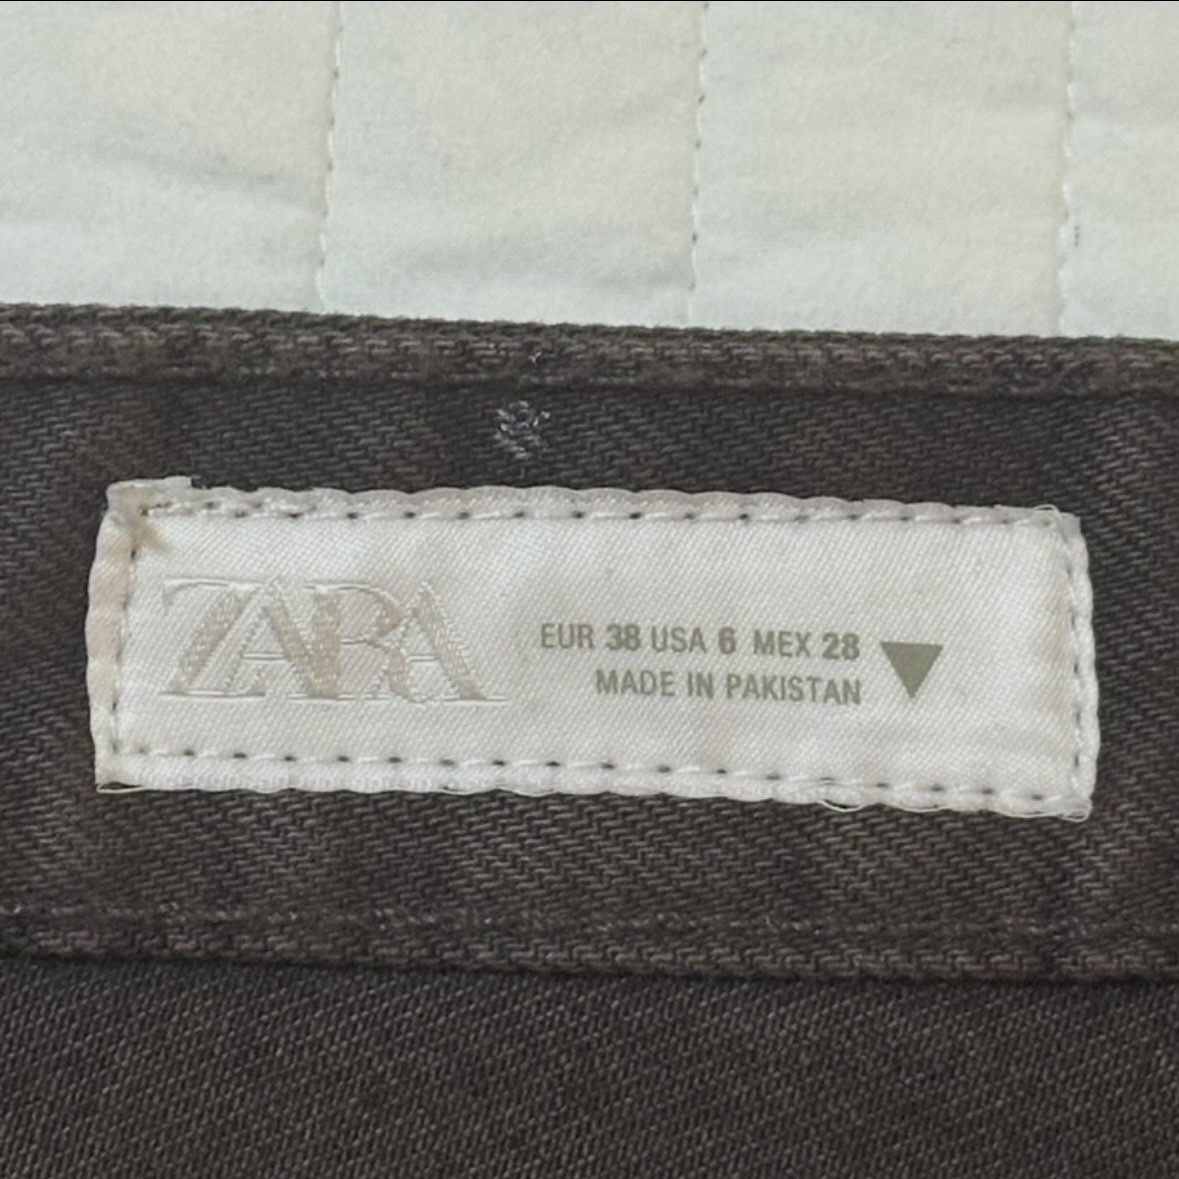 ZARA
EUR 38 USA 6 MEX 28
MADE IN PAKISTAN